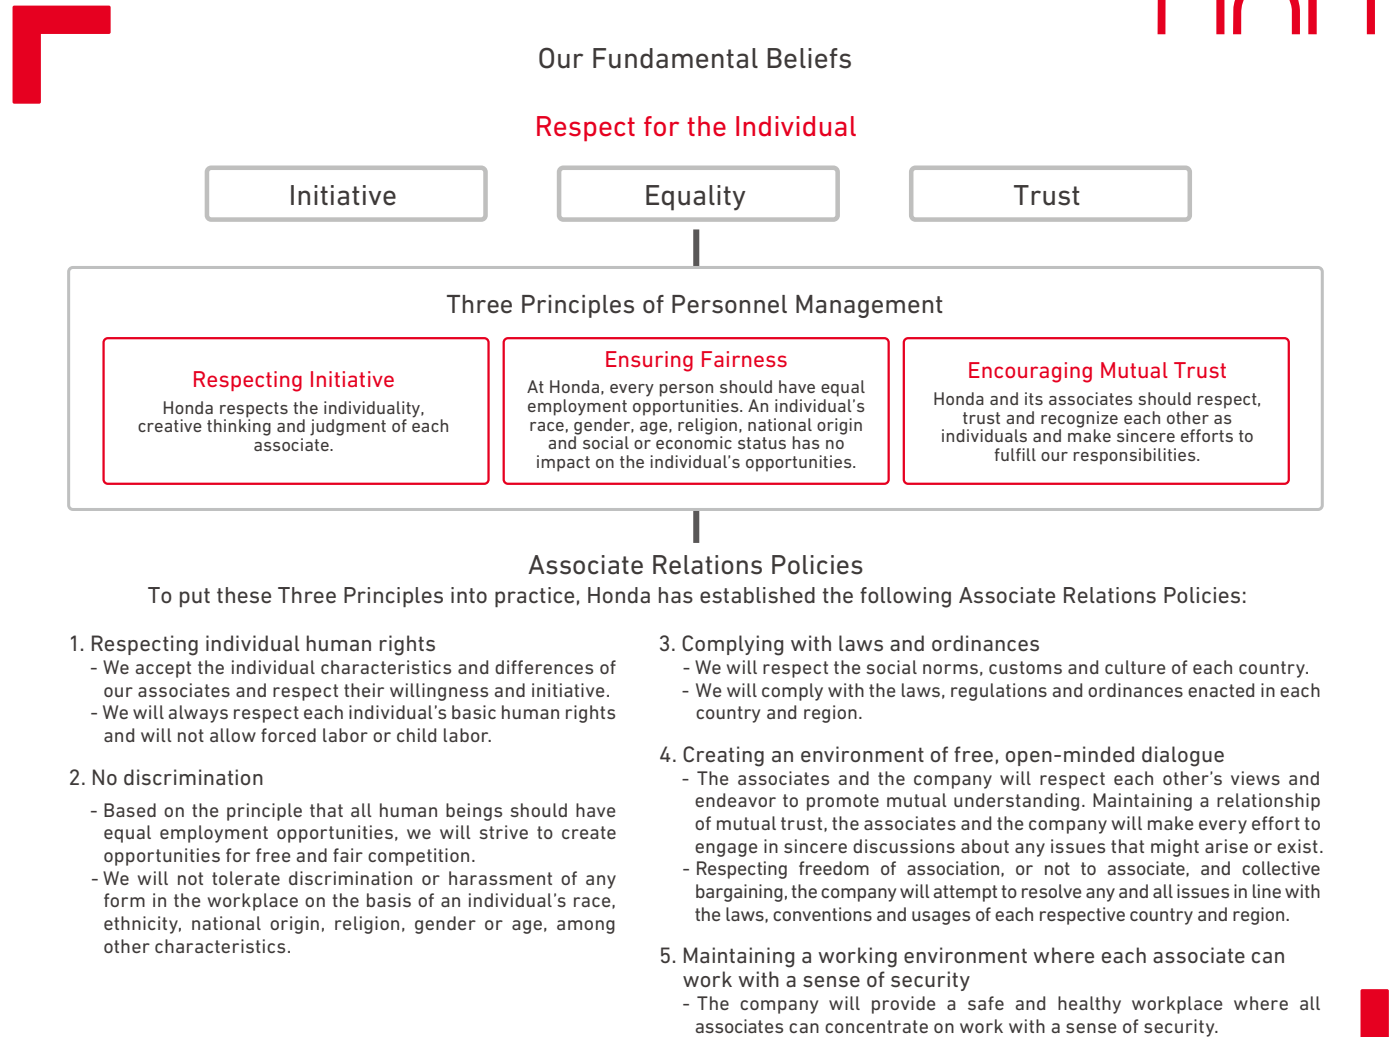 Our Fundamental Beliefs
Respect for the Individual
Initiative
Equality
Trust
Three Principles of Personnel Management
Respecting Initiative
Honda respects the individuality,
creative thinking and judgment of each
associate.
Ensuring Fairness
At Honda, every person should have equal
employment opportunities. An individual's
race, gender, age, religion, national origin
and social or economic status has no
impact on the individual's opportunities.
Encouraging Mutual Trust
Honda and its associates should respect,
trust and recognize each other as
individuals and make sincere efforts to
fulfill our responsibilities.
Associate Relations Policies
To put these Three Principles into practice, Honda has established the following Associate Relations Policies:
1. Respecting individual human rights
- We accept the individual characteristics and differences of
our associates and respect their willingness and initiative.
- We will always respect each individual's basic human rights
and will not allow forced labor or child labor.
2. No discrimination
- Based on the principle that all human beings should have
equal employment opportunities, we will strive to create
opportunities for free and fair competition.
- We will not tolerate discrimination or harassment of any
form in the workplace on the basis of an individual's race,
ethnicity, national origin, religion, gender or age, among
other characteristics.
3. Complying with laws and ordinances
- We will respect the social norms, customs and culture of each country.
- We will comply with the laws, regulations and ordinances enacted in each
country and region.
4. Creating an environment of free, open-minded dialogue
- The associates and the company will respect each other's views and
endeavor to promote mutual understanding. Maintaining a relationship
of mutual trust, the associates and the company will make every effort to
engage in sincere discussions about any issues that might arise or exist.
- Respecting freedom of association, or not to associate, and collective
bargaining, the company will attempt to resolve any and all issues in line with
the laws, conventions and usages of each respective country and region.
5. Maintaining a working environment where each associate can
work with a sense of security
- The company will provide a safe and healthy workplace where all
associates can concentrate on work with a sense of security.